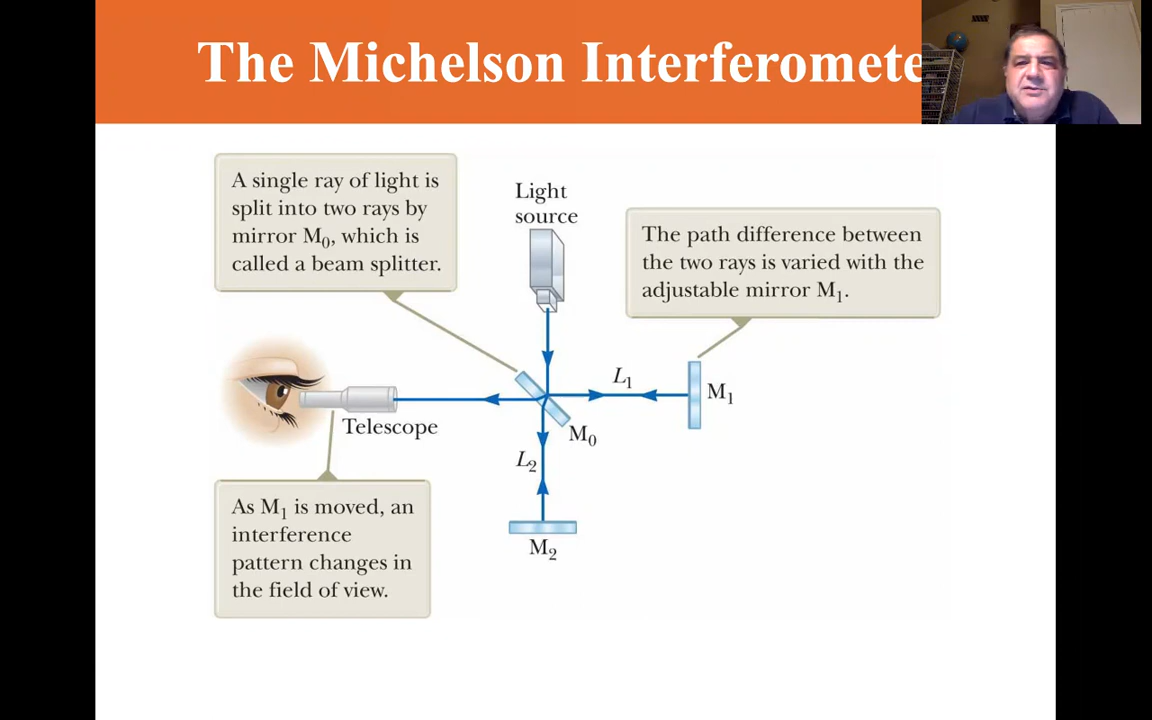 The Michelson Interferomete
A single ray of light is
split into two rays by
mirror M₀, which is
called a beam splitter.
Light
source
The path difference between
the two rays is varied with the
adjustable mirror M₁.
L₁
M₁
Telescope
M₀
L₂
As M₁ is moved, an
interference
pattern changes in
the field of view.
M₂